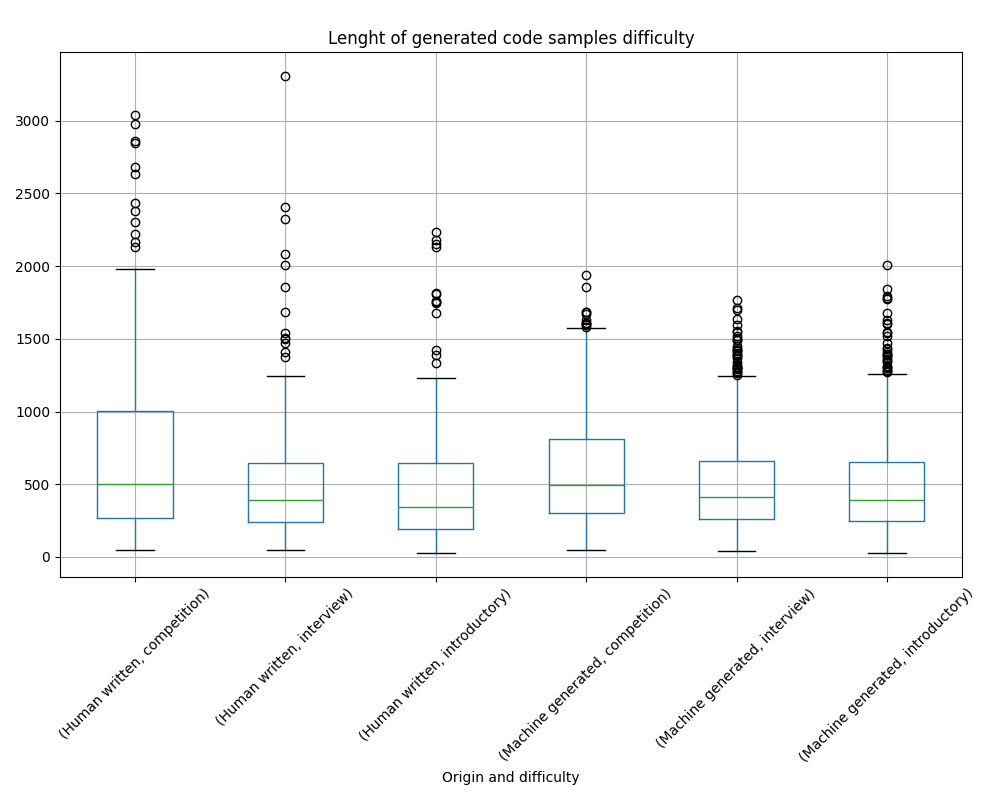 Lenght of generated code samples difficulty
3000
2500
2000
1500
1000
500
0
(Human written, competition)
(Human written, interview)
(Human written, introductory)
(Machine generated, competition)
(Machine generated, interview)
(Machine generated, introductory)
Origin and difficulty